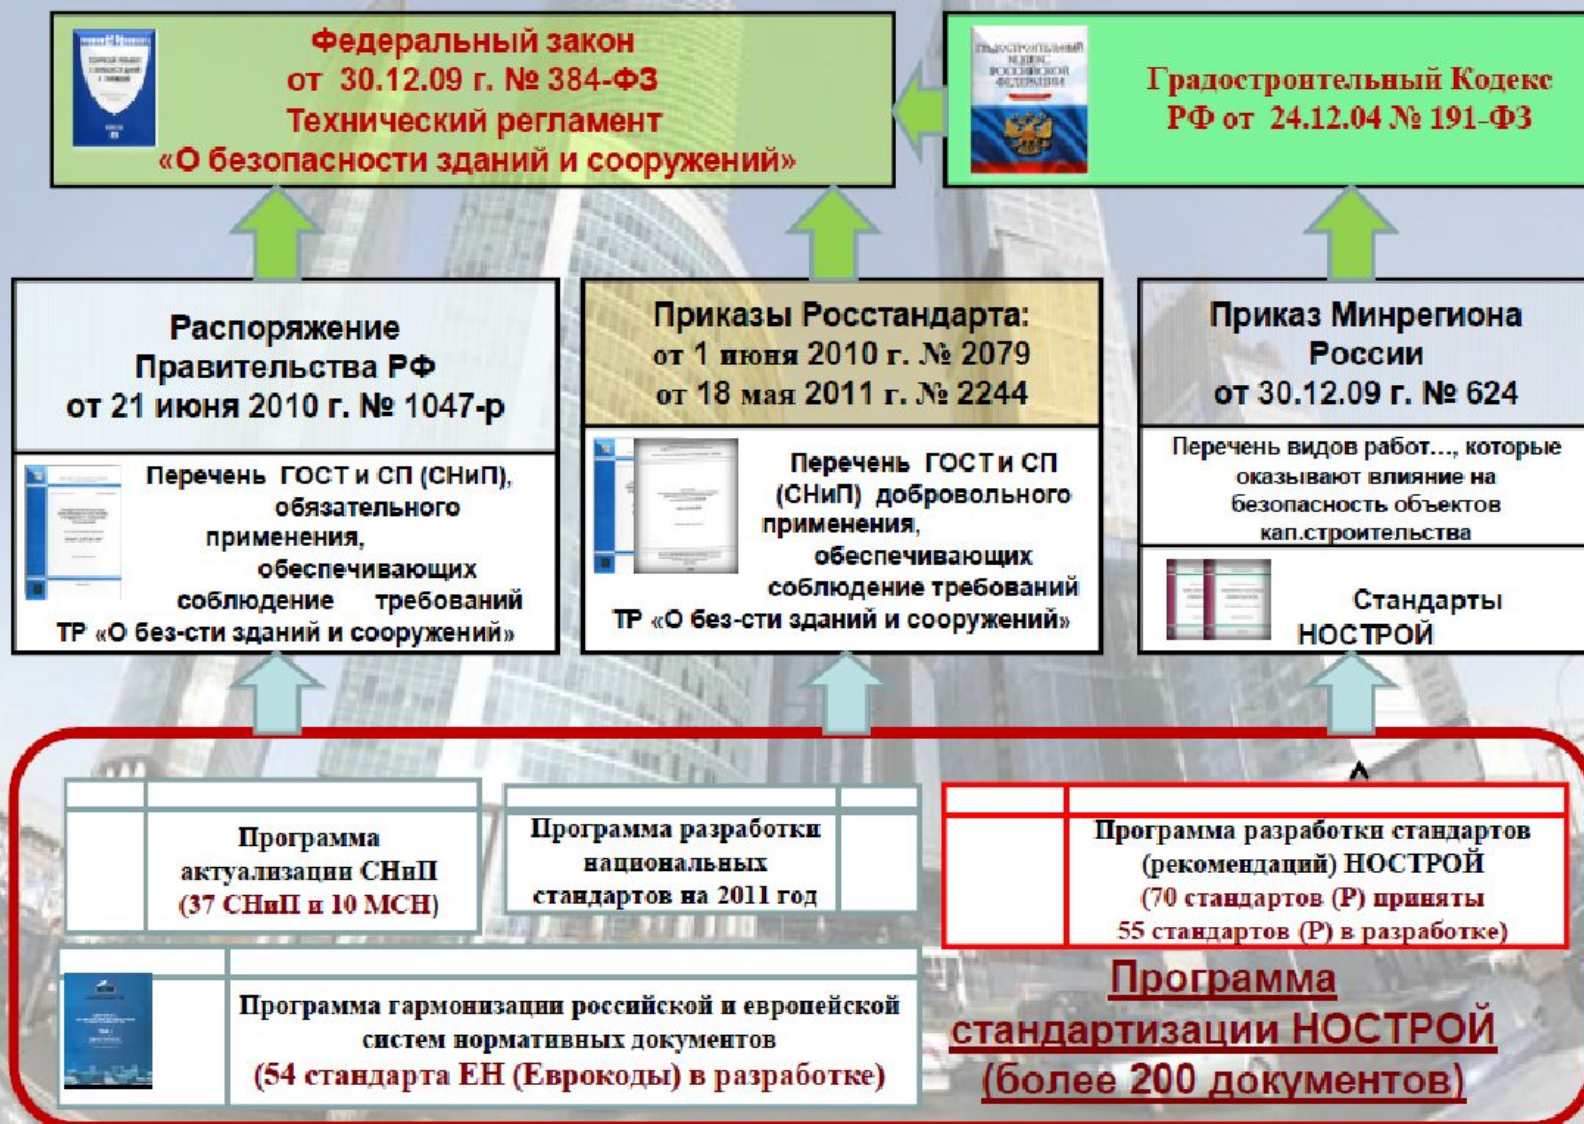 Федеральный закон
от 30.12.09 г. № 384-ФЗ
Технический регламент
«О безопасности зданий и сооружений»
ГРАДОСТРОИТЕЛЬНЫЙ
КОДЕКС
РОССИЙСКОЙ
ФЕДЕРАЦИИ
Градостроительный Кодекс
РФ от 24.12.04 № 191-ФЗ
Распоряжение
Правительства РФ
от 21 июня 2010 г. № 1047-р
Перечень ГОСТ и СП (СНиП),
обязательного
применения,
обеспечивающих
соблюдение требований
ТР «О без-сти зданий и сооружений»
Приказы Росстандарта:
от 1 июня 2010 г. № 2079
от 18 мая 2011 г. № 2244
Перечень ГОСТ и СП
(СНиП) добровольного
применения,
обеспечивающих
соблюдение требований
ТР «О без-сти зданий и сооружений»
Приказ Минрегиона
России
от 30.12.09 г. № 624
Перечень видов работ..., которые
оказывают влияние на
безопасность объектов
кап.строительства
Стандарты
НОСТРОЙ
Программа
актуализации СНиП
(37 СНиП и 10 МСН)
Программа разработки
национальных
стандартов на 2011 год
Программа разработки стандартов
(рекомендаций) НОСТРОЙ
(70 стандартов (Р) приняты
55 стандартов (Р) в разработке)
Программа гармонизации российской и европейской
систем нормативных документов
(54 стандарта ЕН (Еврокоды) в разработке)
Программа
стандартизации НОСТРОЙ
(более 200 документов)